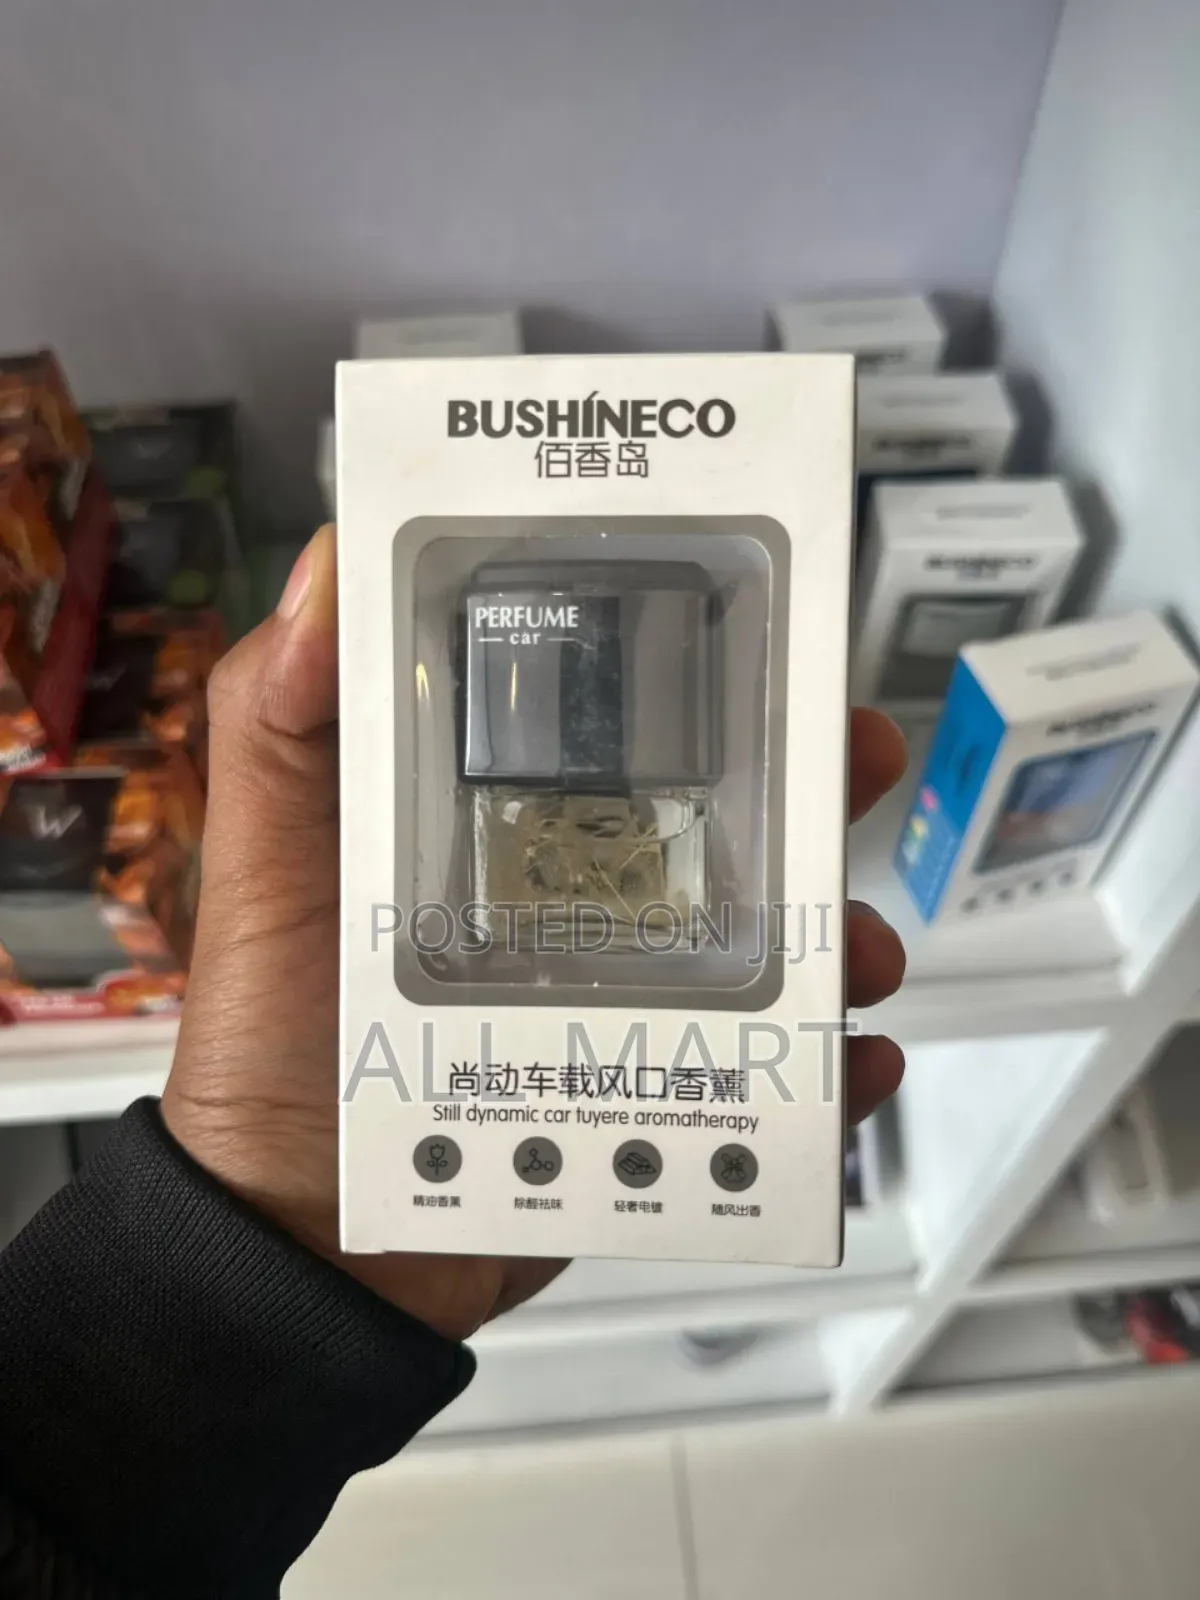 BUSHÍNECO
佰香岛
PERFUME
car
POSTED ON JIJI
ALL MART
尚动车载风口香薰
Still dynamic car tuyere aromatherapy
精油香薰
除醛祛味
轻奢电镀
随风出香
BUSHÍNECO
W